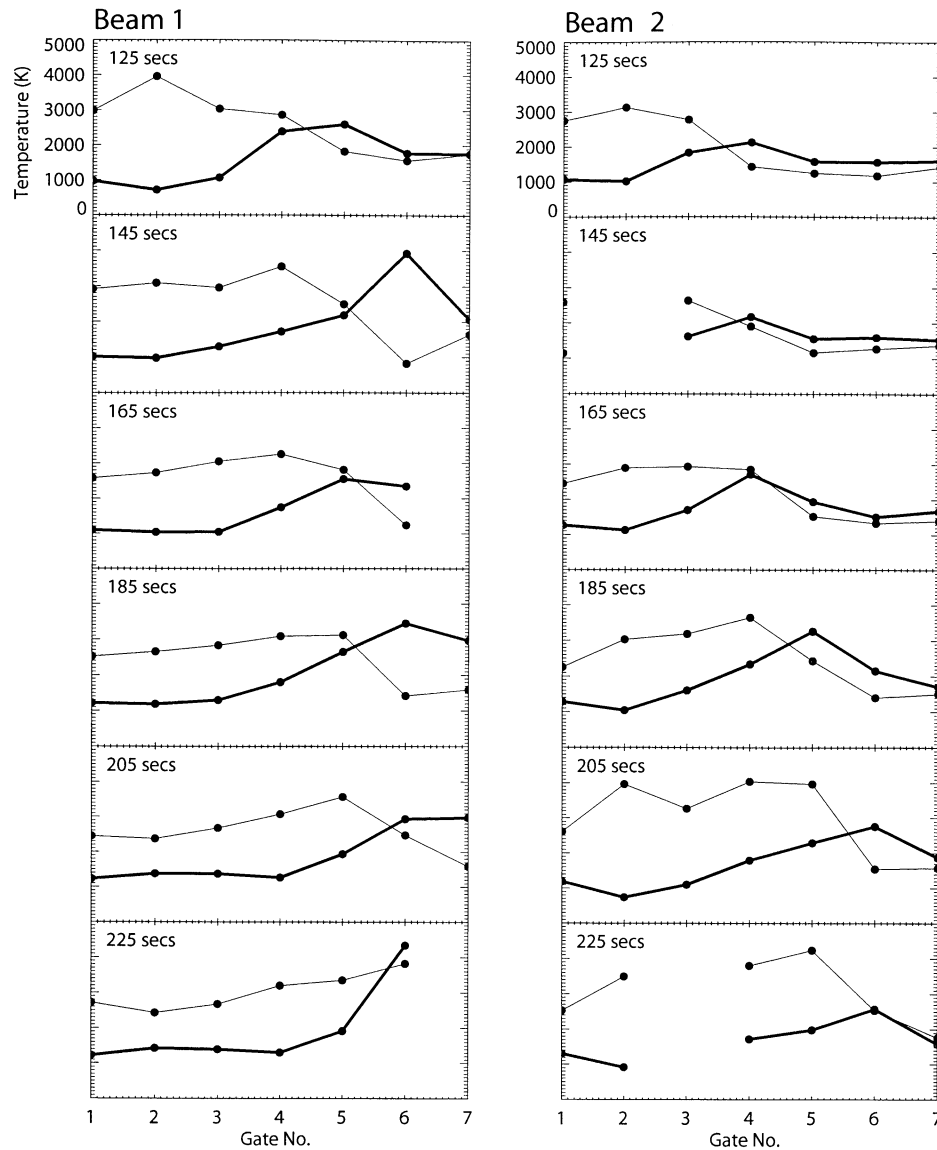 Beam 1
Beam 2
Temperature (K)
5000
4000
3000
2000
1000
0
125 secs
5000
4000
3000
2000
1000
0
125 secs
145 secs
145 secs
165 secs
165 secs
185 secs
185 secs
205 secs
205 secs
225 secs
225 secs
1 2 3 4 5 6 7
Gate No.
1 2 3 4 5 6 7
Gate No.